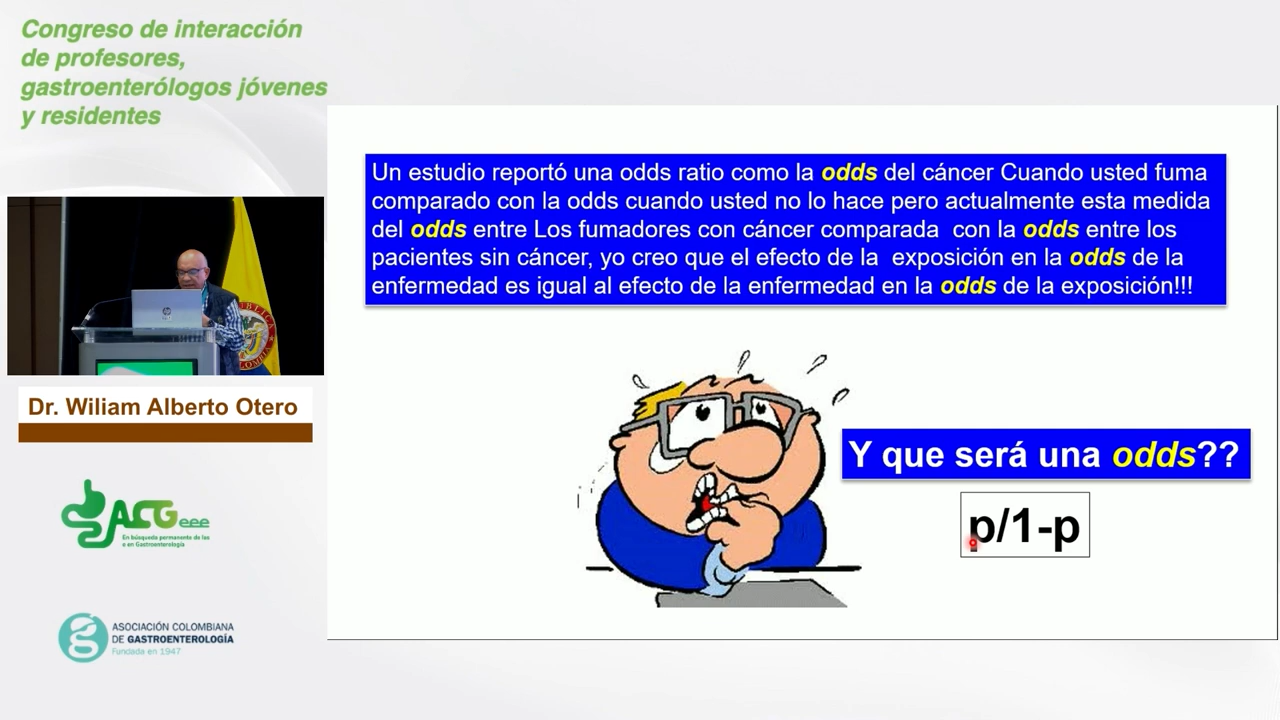 Congreso de interacción
de profesores,
gastroenterólogos jóvenes
y residentes
Un estudio reportó una odds ratio como la odds del cáncer Cuando usted fuma
comparado con la odds cuando usted no lo hace pero actualmente esta medida
del odds entre Los fumadores con cáncer comparada con la odds entre los
pacientes sin cáncer, yo creo que el efecto de la exposición en la odds de la
enfermedad es igual al efecto de la enfermedad en la odds de la exposición!!!
Dr. Wiliam Alberto Otero
Y que será una odds??
p/1-p
ACGeee
En búsqueda permanente de las
e en Gastroenterología
ASOCIACIÓN COLOMBIANA
DE GASTROENTEROLOGÍA
Fundada en 1947